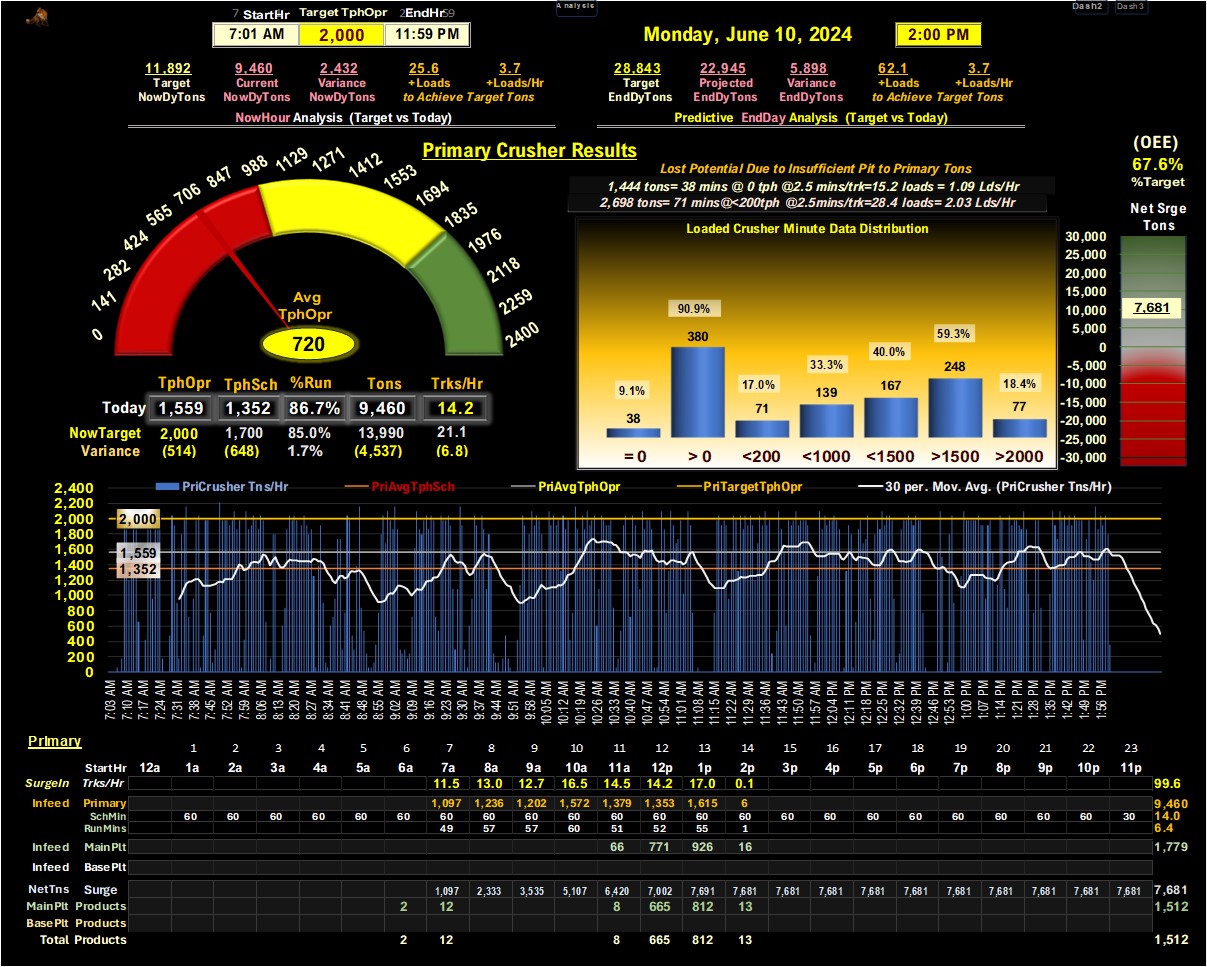 Analysis
Dash2 Dash3
7 StartHr Target TphOpr 2EndHr59
7:01 AM 2,000 11:59 PM
Monday, June 10, 2024 2:00 PM
11,892 9,460 2,432 25.6 3.7
Target Current Variance +Loads +Loads/Hr
NowDyTons NowDyTons NowDyTons to Achieve Target Tons
NowHour Analysis (Target vs Today)
28,843 22,945 5,898 62.1 3.7
Target Projected Variance +Loads +Loads/Hr
EndDyTons EndDyTons EndDyTons to Achieve Target Tons
Predictive EndDay Analysis (Target vs Today)
Primary Crusher Results
0 141 282 424 565 706 847 988 1129 1271 1412 1553 1694 1835 1976 2118 2259 2400
Avg
TphOpr
720
TphOpr TphSch %Run Tons Trks/Hr
Today 1,559 1,352 86.7% 9,460 14.2
NowTarget 2,000 1,700 85.0% 13,990 21.1
Variance (514) (648) 1.7% (4,537) (6.8)
Lost Potential Due to Insufficient Pit to Primary Tons
1,444 tons= 38 mins @ 0 tph @2.5 mins/trk=15.2 loads = 1.09 Lds/Hr
2,698 tons= 71 mins@<200tph @2.5mins/trk=28.4 loads= 2.03 Lds/Hr
Loaded Crusher Minute Data Distribution
9.1% 90.9% 17.0% 33.3% 40.0% 59.3% 18.4%
38 380 71 139 167 248 77
= 0 > 0 <200 <1000 <1500 >1500 >2000
(OEE)
67.6%
%Target
Net Srge
Tons
30,000
25,000
20,000
15,000
10,000
7,681
5,000
0
-5,000
-10,000
-15,000
-20,000
-25,000
-30,000
PriCrusher Tns/Hr PriAvgTphSch PriAvgTphOpr PriTargetTphOpr 30 per. Mov. Avg. (PriCrusher Tns/Hr)
2,400
2,200
2,000
1,800
1,600
1,400
1,200
1,000
800
600
400
200
0
2,000
1,559
1,352
7:03 AM 7:10 AM 7:17 AM 7:24 AM 7:31 AM 7:38 AM 7:45 AM 7:52 AM 7:59 AM 8:06 AM 8:13 AM 8:20 AM 8:27 AM 8:34 AM 8:41 AM 8:48 AM 8:55 AM 9:02 AM 9:09 AM 9:16 AM 9:23 AM 9:30 AM 9:37 AM 9:44 AM 9:51 AM 9:58 AM 10:05 AM 10:12 AM 10:19 AM 10:26 AM 10:33 AM 10:40 AM 10:47 AM 10:54 AM 11:01 AM 11:08 AM 11:15 AM 11:22 AM 11:29 AM 11:36 AM 11:43 AM 11:50 AM 11:57 AM 12:04 PM 12:11 PM 12:18 PM 12:25 PM 12:32 PM 12:39 PM 12:46 PM 12:53 PM 1:00 PM 1:07 PM 1:14 PM 1:21 PM 1:28 PM 1:35 PM 1:42 PM 1:49 PM 1:56 PM
Primary
1 2 3 4 5 6 7 8 9 10 11 12 13 14 15 16 17 18 19 20 21 22 23
StartHr 12a 1a 2a 3a 4a 5a 6a 7a 8a 9a 10a 11a 12p 1p 2p 3p 4p 5p 6p 7p 8p 9p 10p 11p
SurgeIn Trks/Hr 11.5 13.0 12.7 16.5 14.5 14.2 17.0 0.1 99.6
Infeed Primary 1,097 1,236 1,202 1,572 1,379 1,353 1,615 6 9,460
SchMin 60 60 60 60 60 60 60 60 60 60 60 60 60 60 60 60 60 60 60 60 60 60 30 14.0
RunMins 49 57 57 60 51 52 55 1 6.4
Infeed MainPlt 66 771 926 16 1,779
Infeed BasePlt
NetTns Surge 1,097 2,333 3,535 5,107 6,420 7,002 7,691 7,681 7,681 7,681 7,681 7,681 7,681 7,681 7,681 7,681 7,681 7,681
MainPlt Products 2 12 8 665 812 13 1,512
BasePlt Products
Total Products 2 12 8 665 812 13 1,512